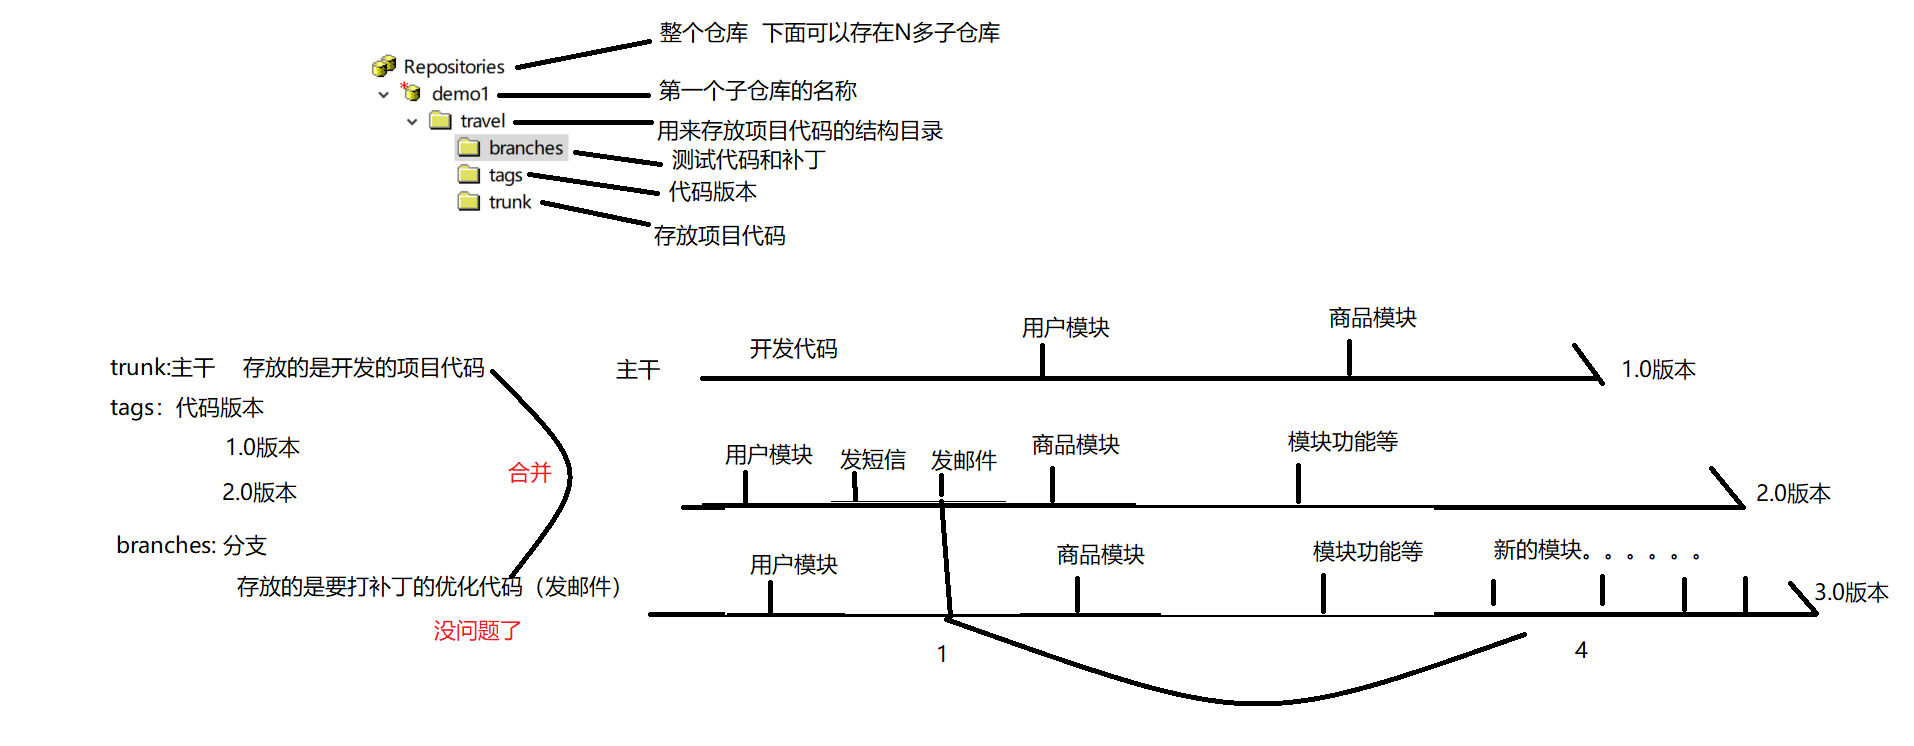 整个仓库 下面可以存在N多子仓库
Repositories
demo1
第一个子仓库的名称
travel
用来存放项目代码的结构目录
branches
测试代码和补丁
tags
代码版本
trunk
存放项目代码
trunk:主干 存放的是开发的项目代码
tags：代码版本
1.0版本
2.0版本
合并
branches: 分支
存放的是要打补丁的优化代码（发邮件）
没问题了
主干
开发代码
用户模块
商品模块
1.0版本
用户模块
发短信
发邮件
商品模块
模块功能等
2.0版本
用户模块
商品模块
模块功能等
新的模块。。。。。。
3.0版本
1
4